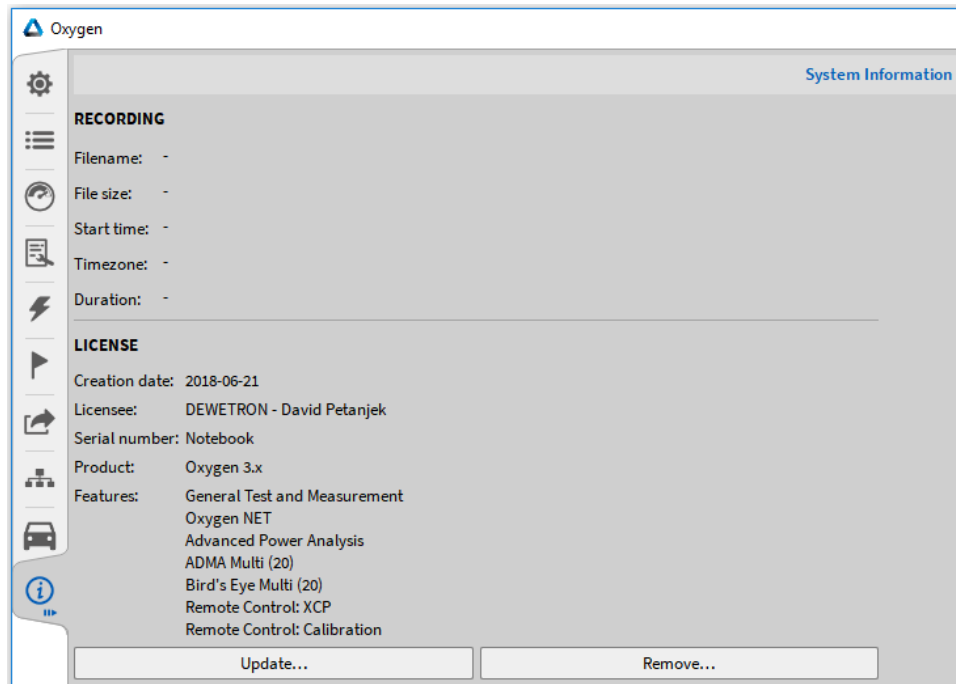 Oxygen
System Information
RECORDING
Filename: -
File size: -
Start time: -
Timezone: -
Duration: -
LICENSE
Creation date: 2018-06-21
Licensee: DEWETRON - David Petanjek
Serial number: Notebook
Product: Oxygen 3.x
Features: General Test and Measurement
Oxygen NET
Advanced Power Analysis
ADMA Multi (20)
Bird's Eye Multi (20)
Remote Control: XCP
Remote Control: Calibration
Update... Remove...